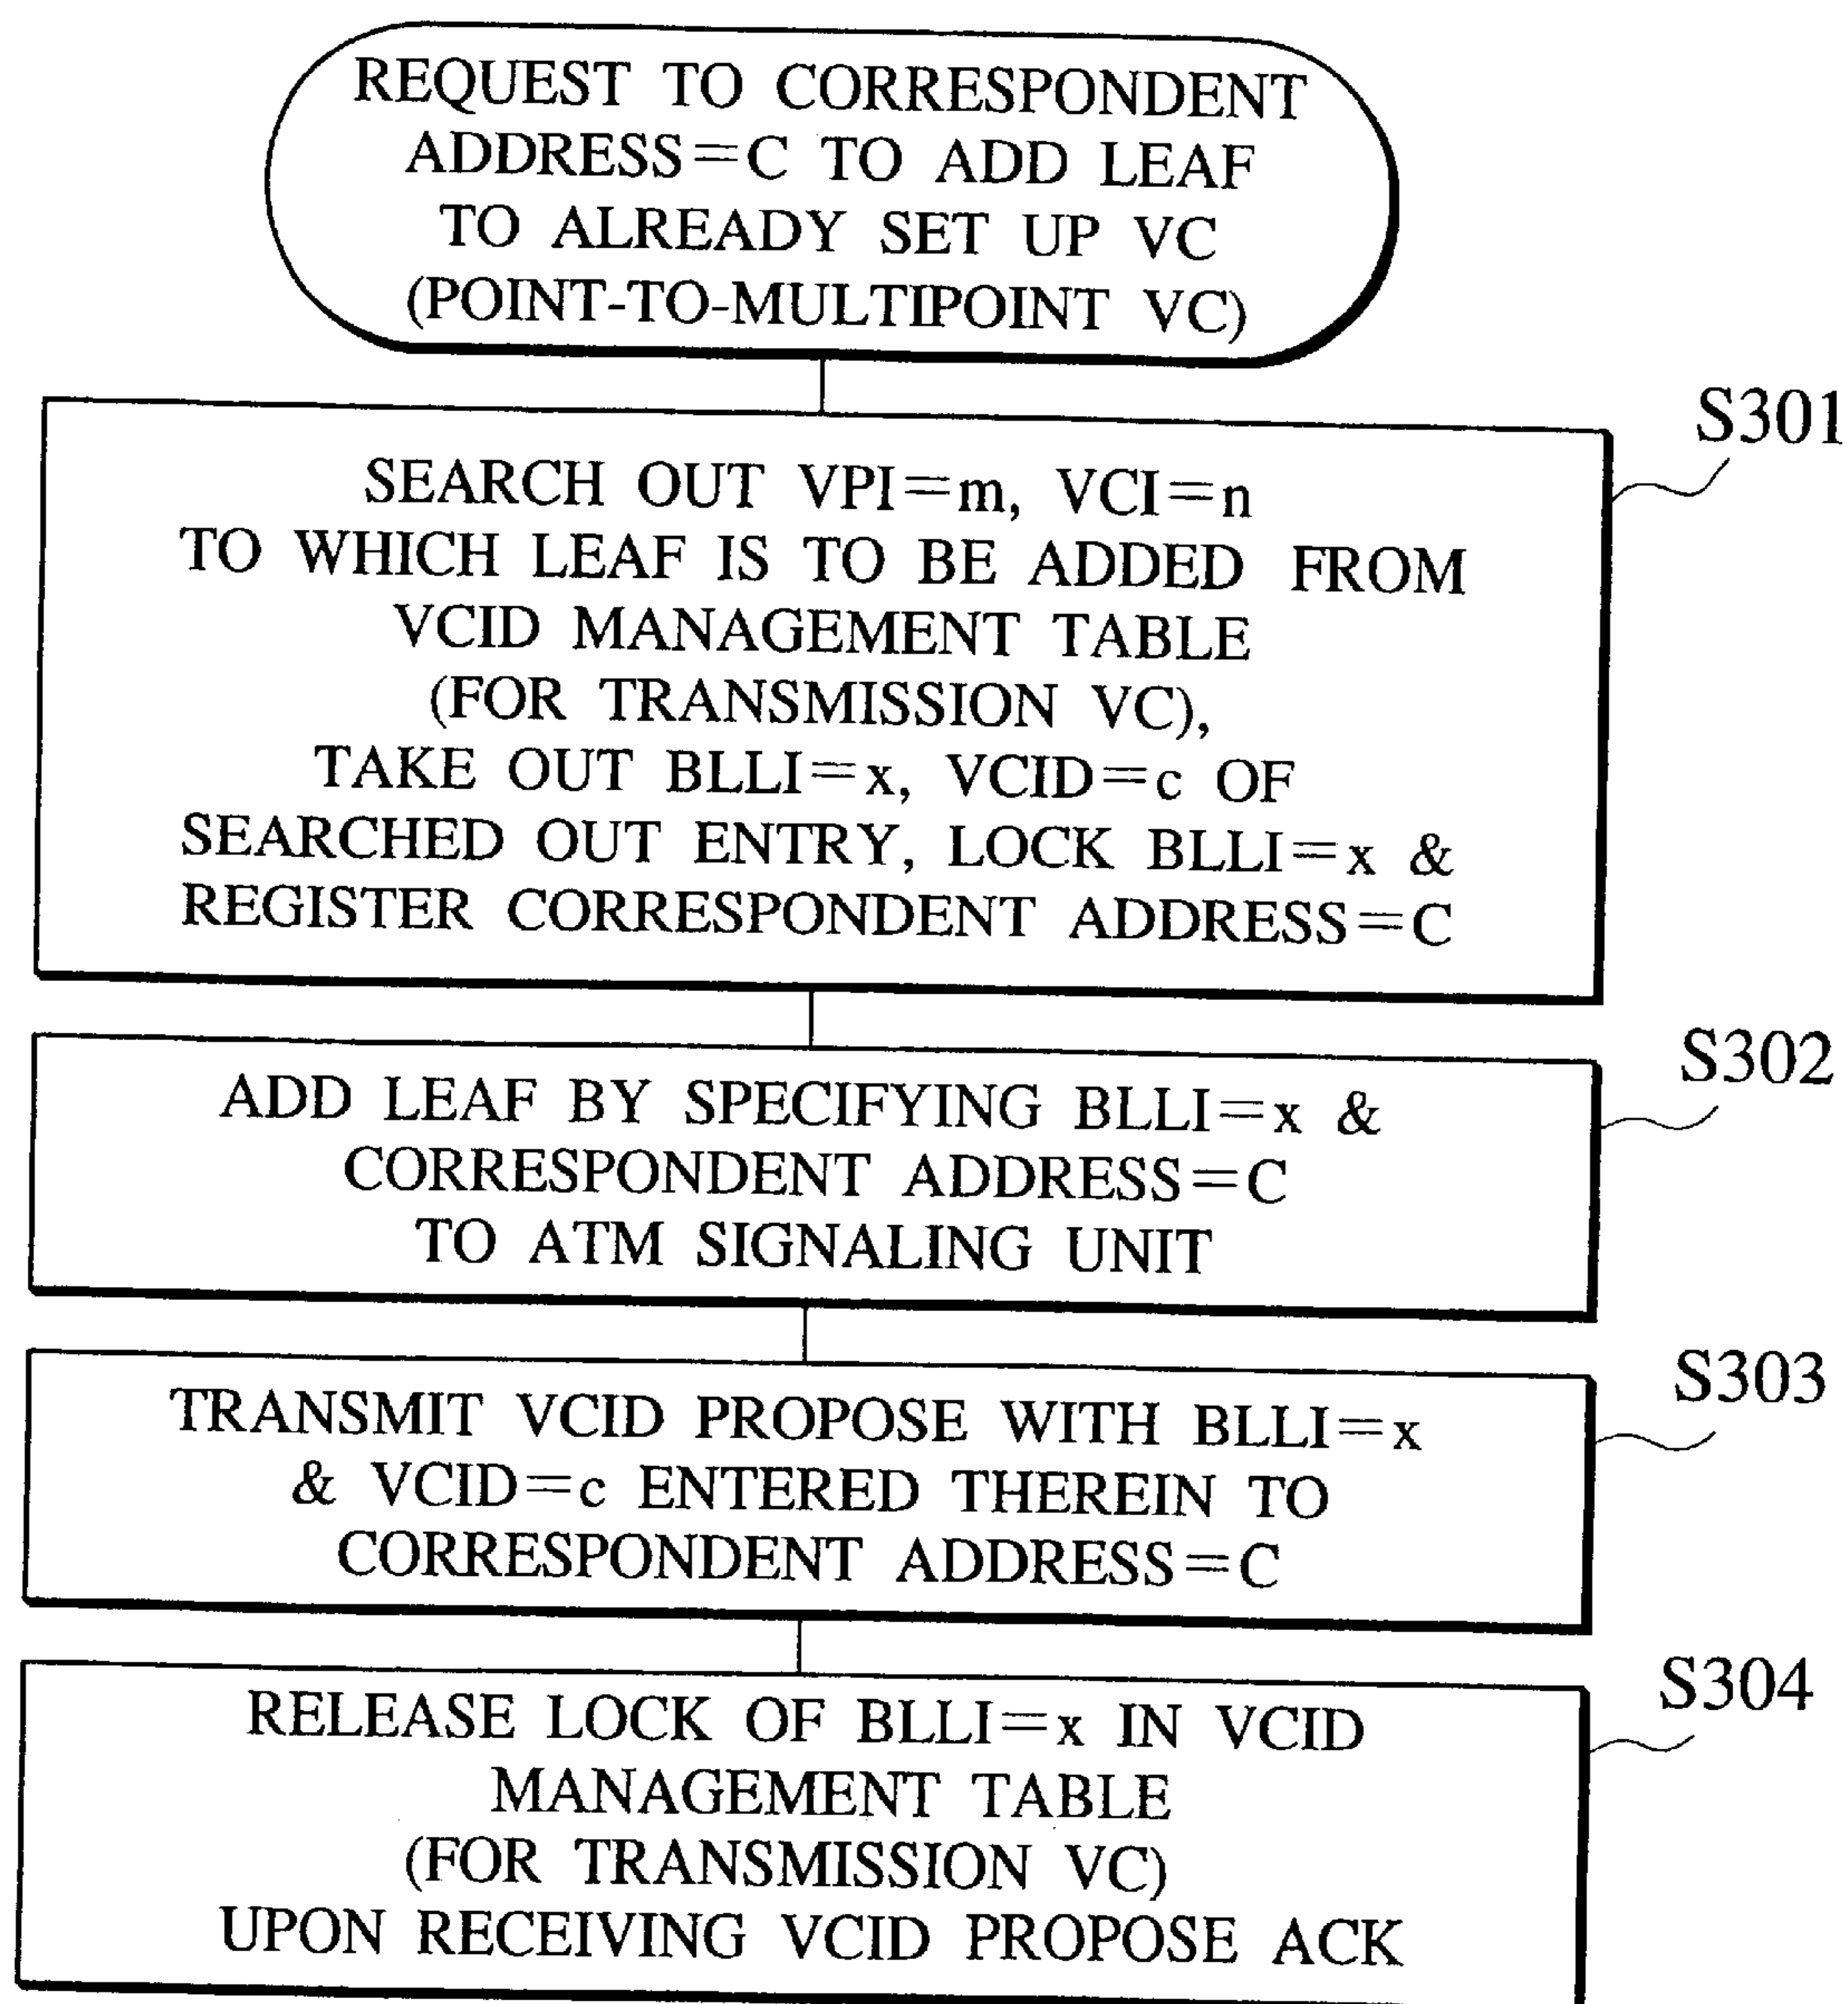 REQUEST TO CORRESPONDENT
ADDRESS=C TO ADD LEAF
TO ALREADY SET UP VC
(POINT-TO-MULTIPOINT VC)
S301
SEARCH OUT VPI=m, VCI=n
TO WHICH LEAF IS TO BE ADDED FROM
VCID MANAGEMENT TABLE
(FOR TRANSMISSION VC),
TAKE OUT BLLI=x, VCID=c OF
SEARCHED OUT ENTRY, LOCK BLLI=x &
REGISTER CORRESPONDENT ADDRESS=C
S302
ADD LEAF BY SPECIFYING BLLI=x &
CORRESPONDENT ADDRESS=C
TO ATM SIGNALING UNIT
S303
TRANSMIT VCID PROPOSE WITH BLLI=x
& VCID=c ENTERED THEREIN TO
CORRESPONDENT ADDRESS=C
S304
RELEASE LOCK OF BLLI=x IN VCID
MANAGEMENT TABLE
(FOR TRANSMISSION VC)
UPON RECEIVING VCID PROPOSE ACK